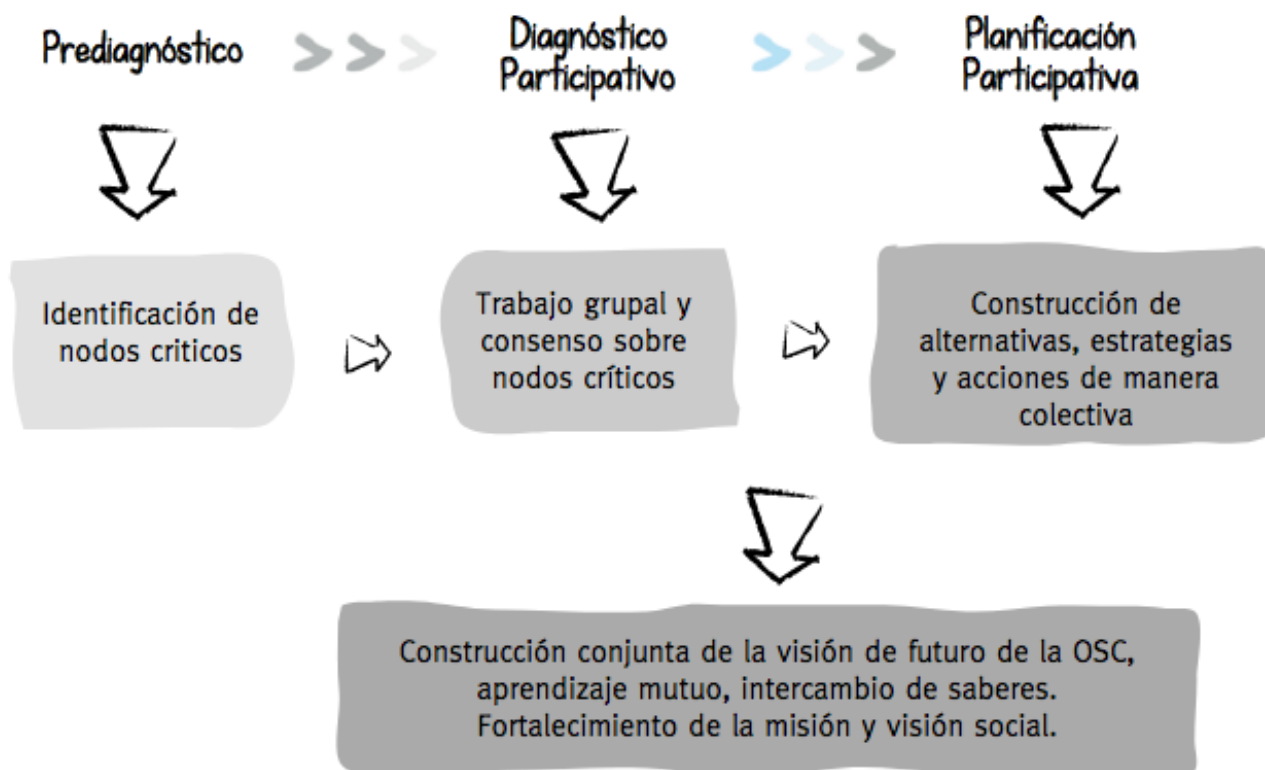 Prediagnóstico
Diagnóstico
Participativo
Planificación
Participativa
Identificación de
nodos criticos
Trabajo grupal y
consenso sobre
nodos críticos
Construcción de
alternativas, estrategias
y acciones de manera
colectiva
Construcción conjunta de la visión de futuro de la OSC,
aprendizaje mutuo, intercambio de saberes.
Fortalecimiento de la misión y visión social.